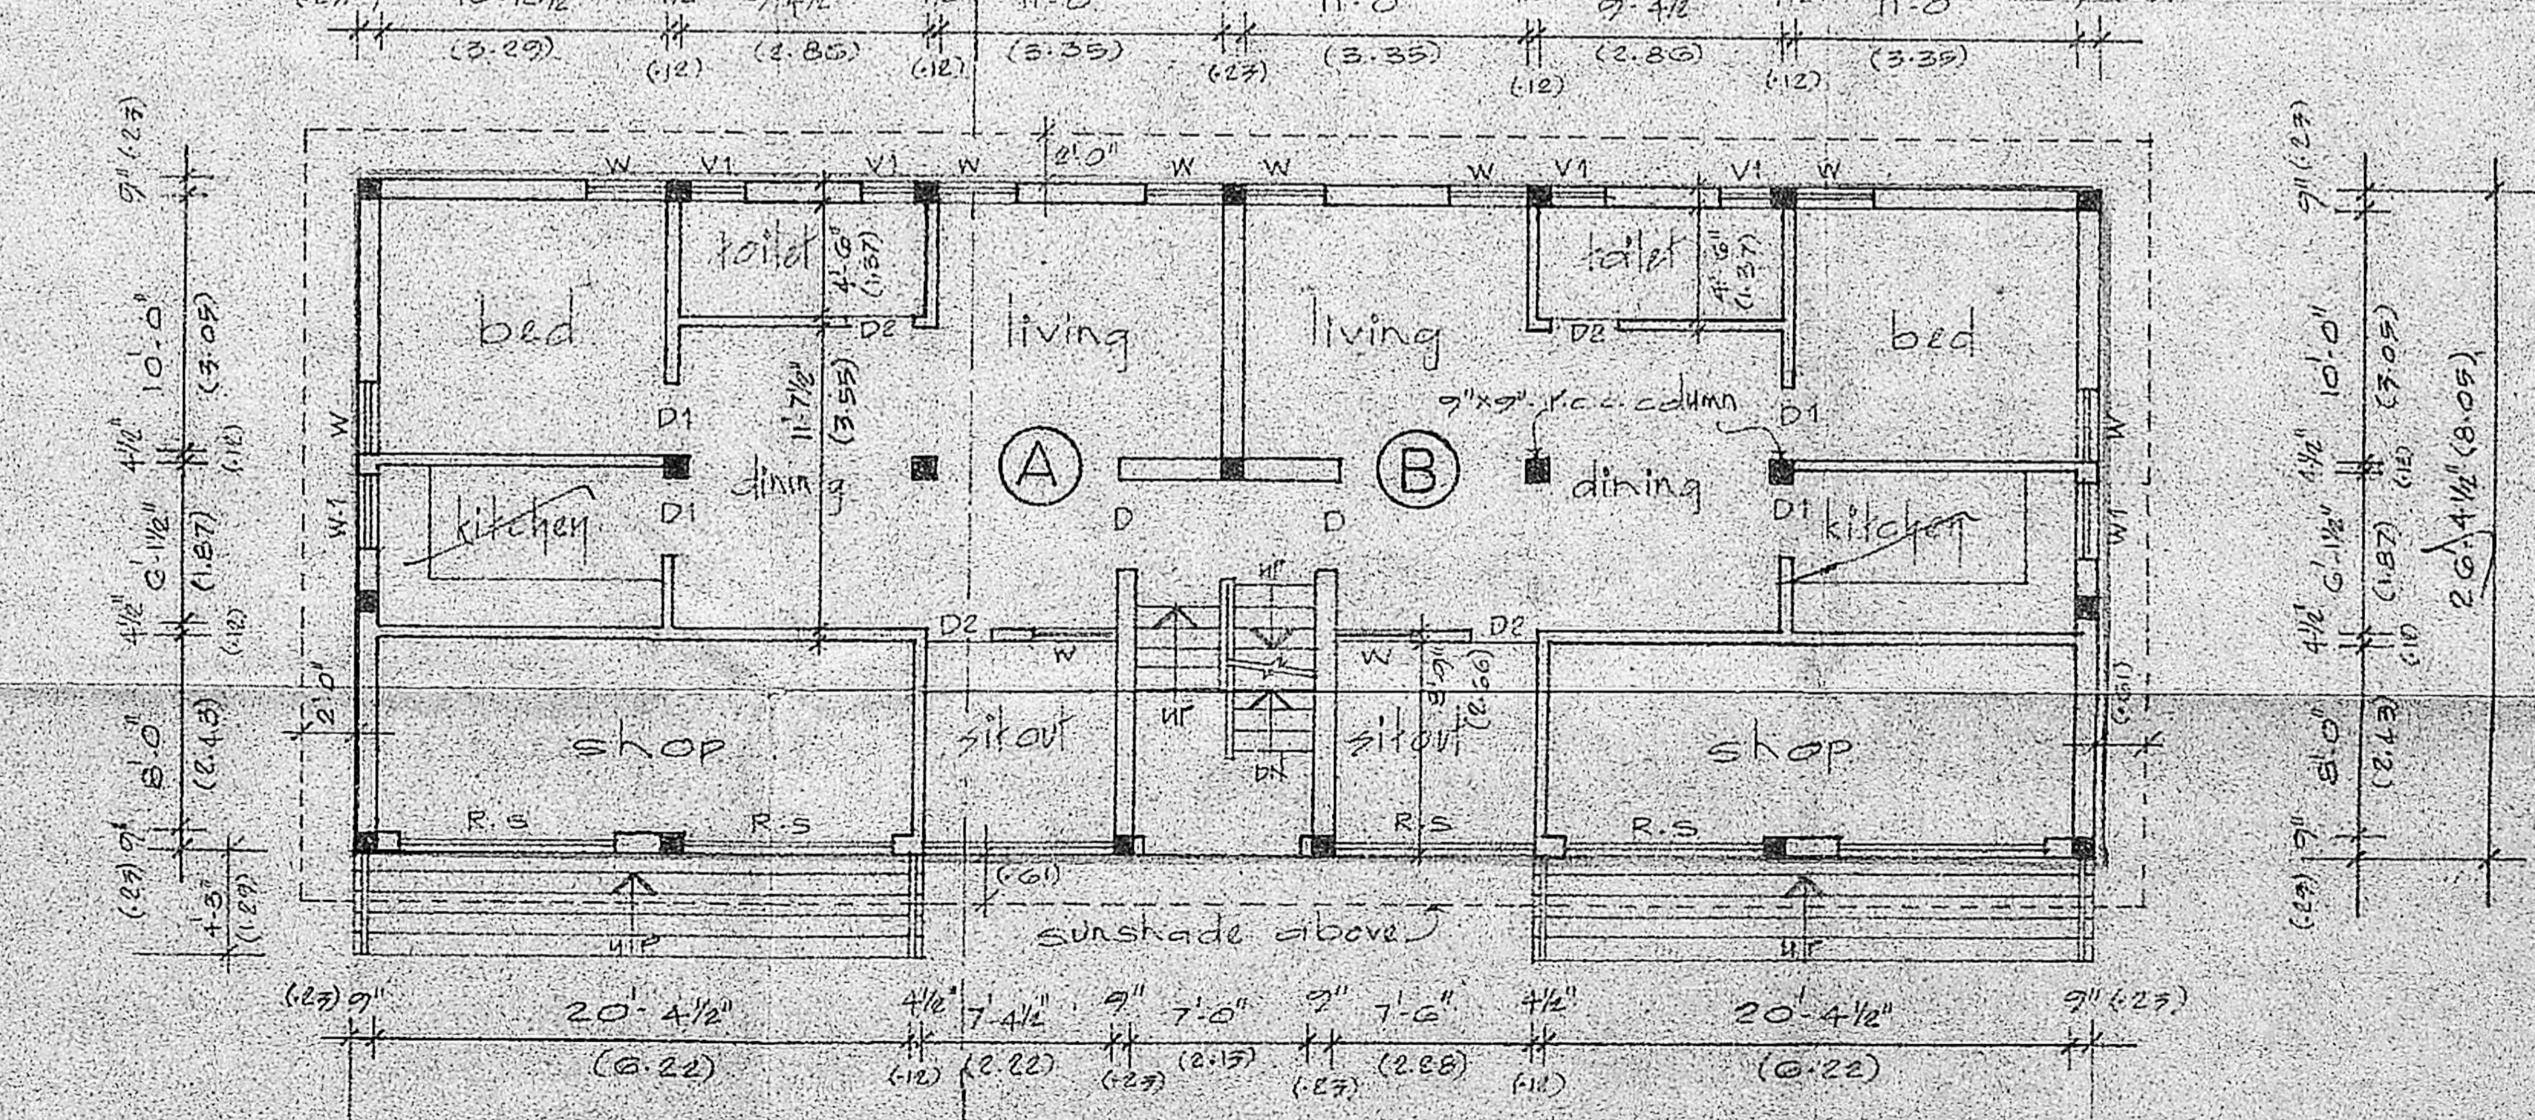 (3.29) (.12) (2.86) (.12) (3.35) (.23) (3.35) (.12) (2.86) (.12) (3.35)
9" (.23)
2'0"
9" (.23)
W V1 V1 W W W W V1 V1 W
toilet 4'-6" (1.37)
toilet 4'-6" (1.37)
bed living living bed
D2 D2
10'-0" (3.05)
10'-0" (3.05)
11'-7½" (3.55)
9"x9" r.c.c. column
W D1 D1 W
4½" (.12)
A B
4½" (.12)
26'-4½" (8.05)
dining dining
kitchen D1 D D D1 kitchen
W1 W1
6'-1½" (1.87)
6'-1½" (1.87)
UP
4½" (.12)
D2 W W D2
4½"
8'-9" (2.66)
2'0"
(.61)
shop sitout UP sitout shop
8'-0" (2.43)
8'-0" (2.43)
R.S R.S R.S R.S
(.23) 9"
(.23) 9"
4'-3" (1.29)
(.61)
UP sunshade above UP
(.23) 9" 20'-4½" 4½" 7'-4½" 9" 7'-0" 9" 7'-6" 4½" 20'-4½" 9" (.23)
(6.22) (.12) (2.22) (.23) (2.13) (.23) (2.28) (.12) (6.22)